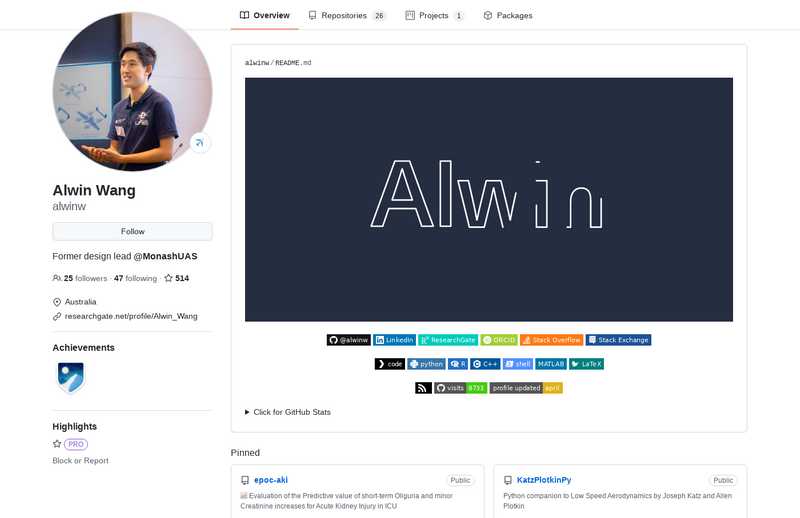 Overview
Repositories 26
Projects 1
Packages
Alwin Wang
alwinw
Follow
Former design lead @MonashUAS
25 followers · 47 following · 514
Australia
researchgate.net/profile/Alwin_Wang
Achievements
Highlights
PRO
Block or Report
alwinw/README.md
Alwin
@alwinw LinkedIn ResearchGate ORCID Stack Overflow Stack Exchange
code python R C++ shell MATLAB LaTeX
visits 8731 profile updated april
Click for GitHub Stats
Pinned
epoc-aki Public
Evaluation of the Predictive value of short-term Oliguria and minor
Creatinine increases for Acute Kidney Injury in ICU
KatzPlotkinPy Public
Python companion to Low Speed Aerodynamics by Joseph Katz and Allen
Plotkin